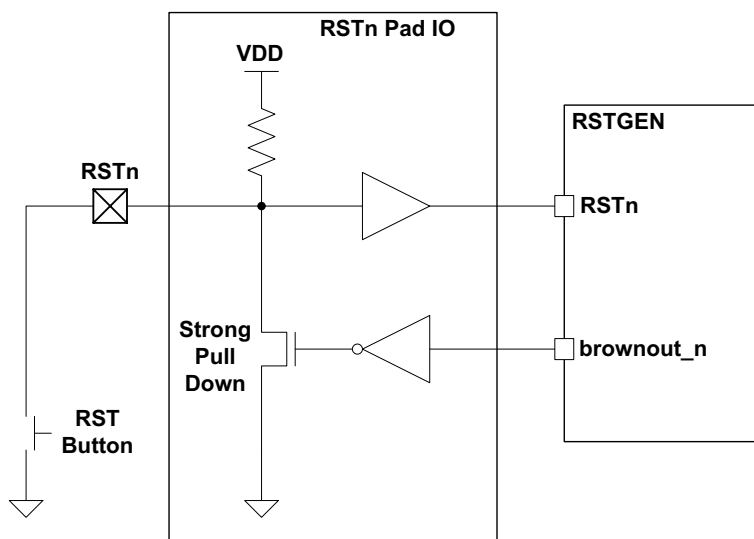 RSTn Pad IO
VDD
RSTGEN
RSTn
RSTn
Strong
Pull
Down
brownout_n
RST
Button